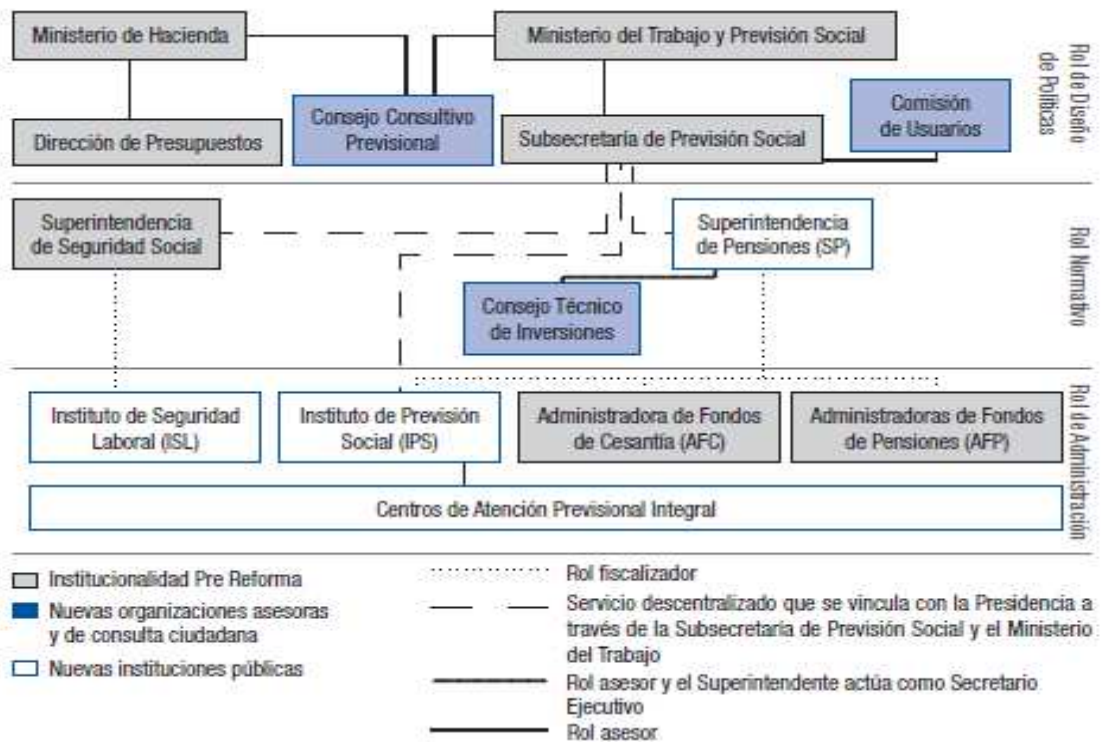 Ministerio de Hacienda
Ministerio del Trabajo y Previsión Social
Rol de Diseño
de Políticas
Consejo Consultivo
Previsional
Comisión
de Usuarios
Dirección de Presupuestos
Subsecretaría de Previsión Social
Superintendencia
de Seguridad Social
Superintendencia
de Pensiones (SP)
Rol Normativo
Consejo Técnico
de Inversiones
Instituto de Seguridad
Laboral (ISL)
Instituto de Previsión
Social (IPS)
Administradora de Fondos
de Cesantía (AFC)
Administradoras de Fondos
de Pensiones (AFP)
Rol de Administración
Centros de Atención Previsional Integral
Institucionalidad Pre Reforma
Nuevas organizaciones asesoras
y de consulta ciudadana
Nuevas instituciones públicas
Rol fiscalizador
Servicio descentralizado que se vincula con la Presidencia a
través de la Subsecretaría de Previsión Social y el Ministerio
del Trabajo
Rol asesor y el Superintendente actúa como Secretario
Ejecutivo
Rol asesor